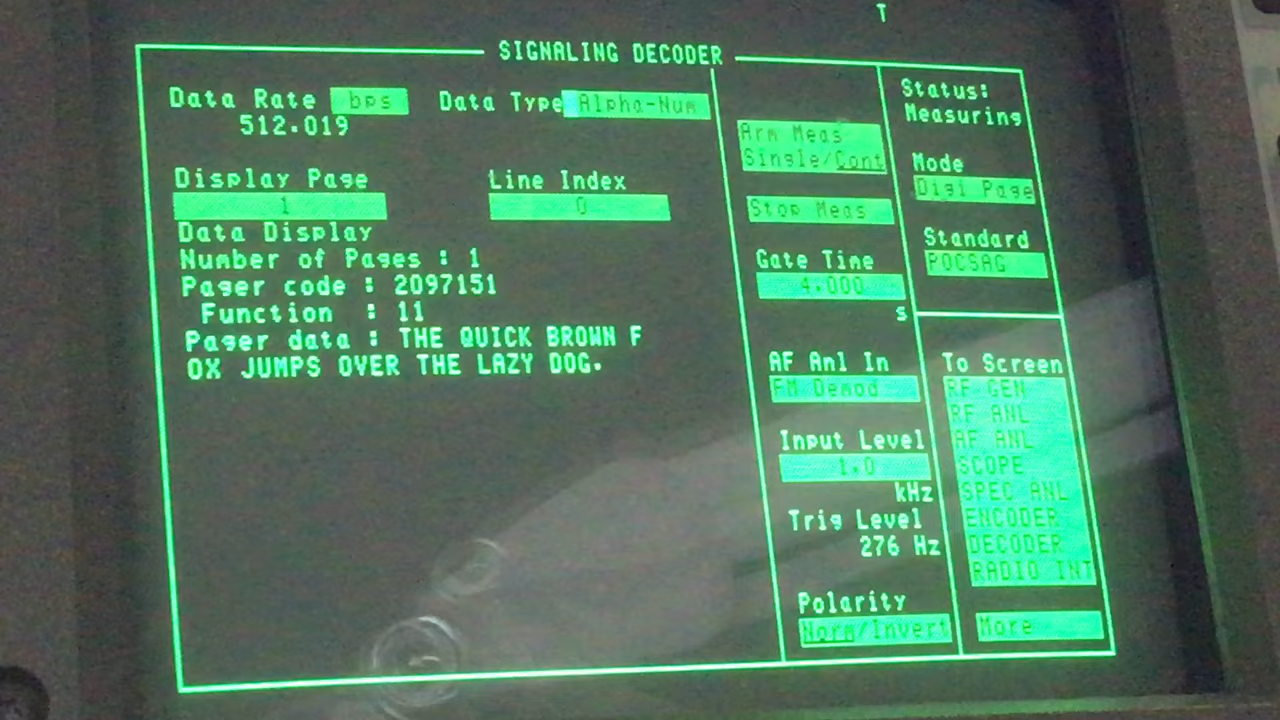 T
SIGNALING DECODER
Data Rate bps Data Type Alpha-Num
512.019
Display Page Line Index
1 0
Data Display
Number of Pages : 1
Pager code : 2097151
Function : 11
Pager data : THE QUICK BROWN F
OX JUMPS OVER THE LAZY DOG.
Arm Meas
Single/Cont
Stop Meas
Gate Time
4.000
s
AF Anl In
FM Demod
Input Level
1.0
kHz
Trig Level
276 Hz
Polarity
Norm/Invert
Status:
Measuring
Mode
Digi Page
Standard
POCSAG
To Screen
RF GEN
RF ANL
AF ANL
SCOPE
SPEC ANL
ENCODER
DECODER
RADIO INT
More